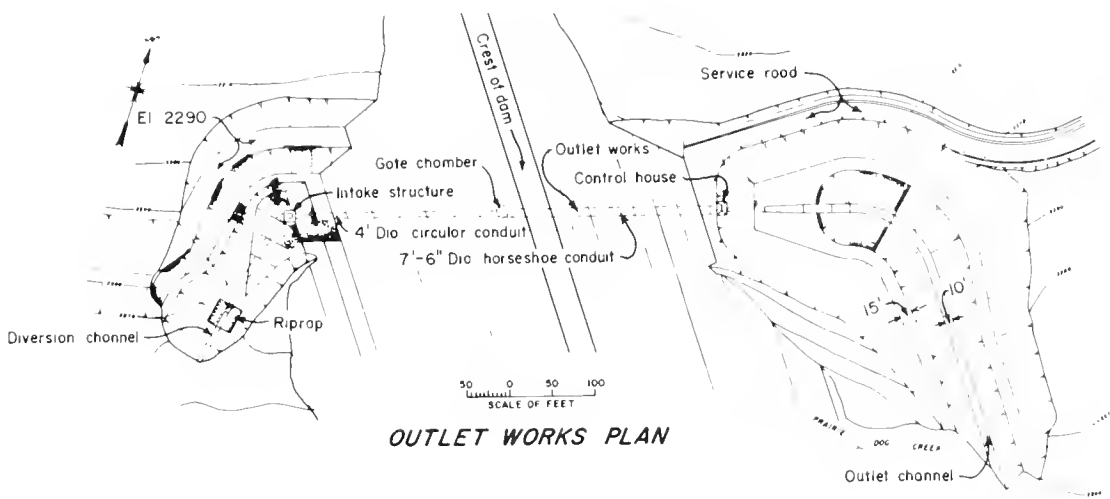 Crest of dam
Service road
El 2290
Gate chamber
Outlet works
Control house
Intake structure
4' Dia circular conduit
7'-6" Dia horseshoe conduit
15'
10'
Riprap
Diversion channel
50 0 50 100
SCALE OF FEET
OUTLET WORKS PLAN
PRAIRIE DOG CREEK
Outlet channel